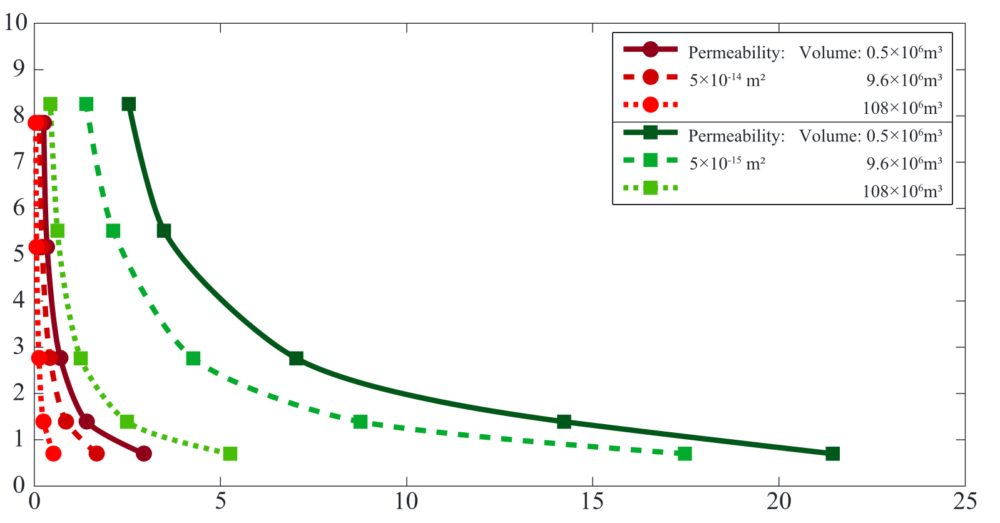 10
9
8
7
6
5
4
3
2
1
0
0 5 10 15 20 25
Permeability: Volume: 0.5×10⁶m³
5×10⁻¹⁴ m² 9.6×10⁶m³
108×10⁶m³
Permeability: Volume: 0.5×10⁶m³
5×10⁻¹⁵ m² 9.6×10⁶m³
108×10⁶m³